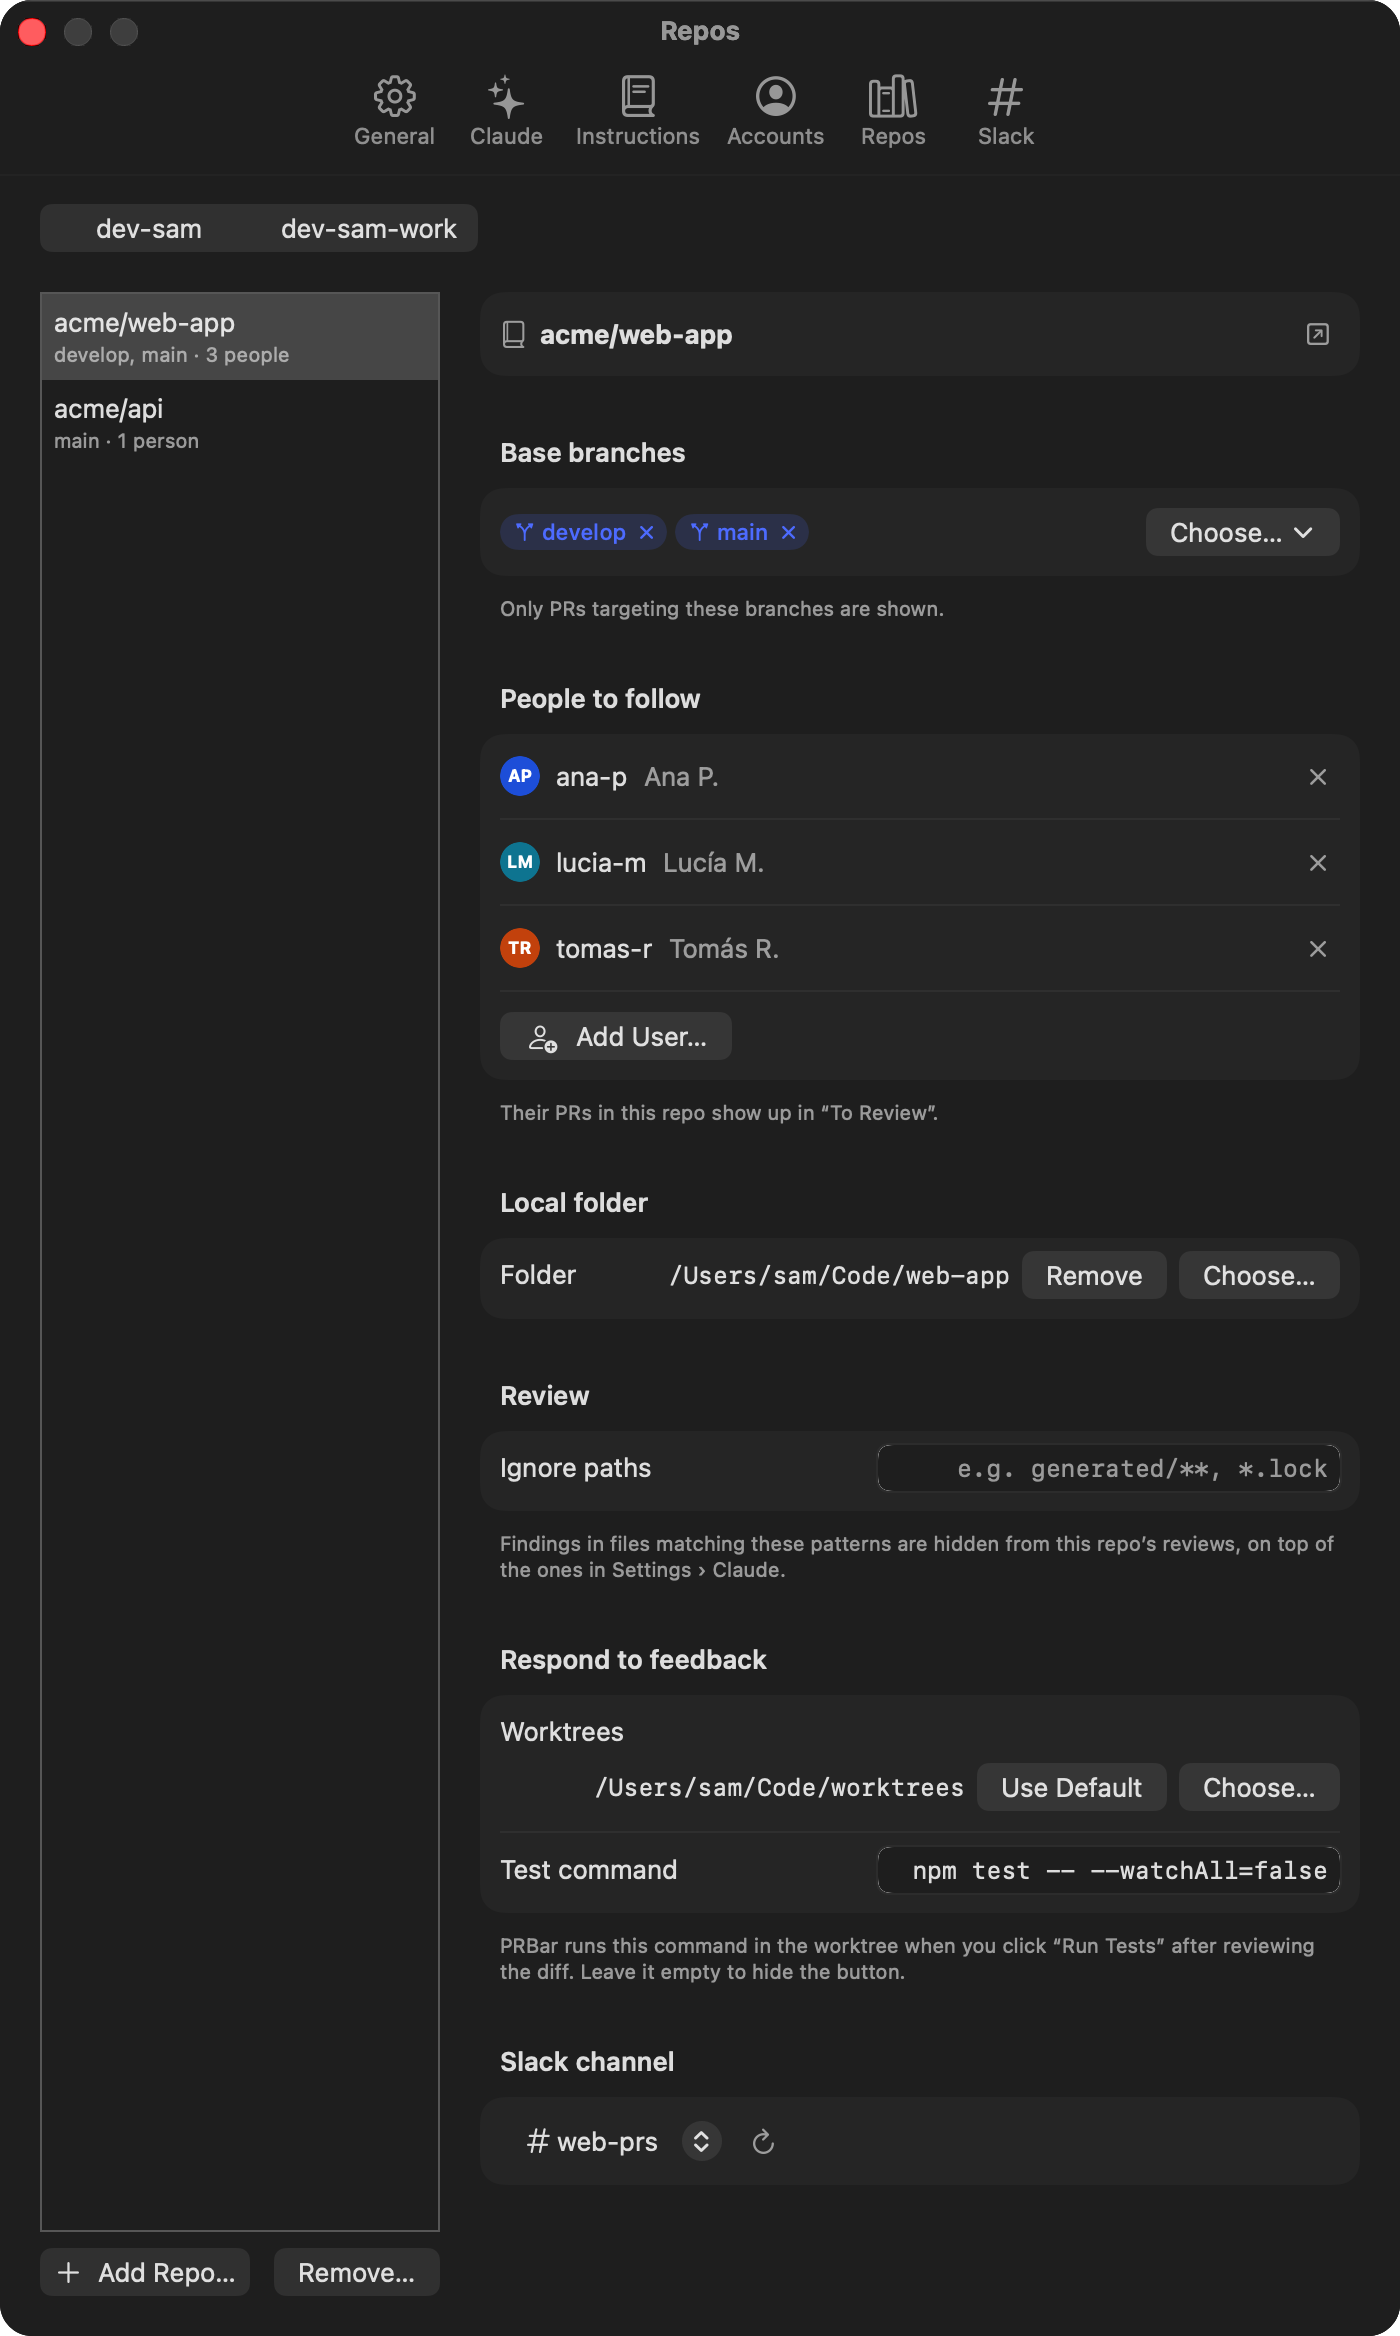 Repos
General
Claude
Instructions
Accounts
Repos
Slack
dev-sam
dev-sam-work
acme/web-app
develop, main · 3 people
acme/api
main · 1 person
acme/web-app
Base branches
develop
main
Choose...
Only PRs targeting these branches are shown.
People to follow
AP ana-p Ana P.
LM lucia-m Lucía M.
TR tomas-r Tomás R.
Add User...
Their PRs in this repo show up in “To Review”.
Local folder
Folder /Users/sam/Code/web-app Remove Choose...
Review
Ignore paths e.g. generated/**, *.lock
Findings in files matching these patterns are hidden from this repo’s reviews, on top of
the ones in Settings › Claude.
Respond to feedback
Worktrees
/Users/sam/Code/worktrees Use Default Choose...
Test command npm test -- --watchAll=false
PRBar runs this command in the worktree when you click “Run Tests” after reviewing
the diff. Leave it empty to hide the button.
Slack channel
# web-prs
+ Add Repo... Remove...